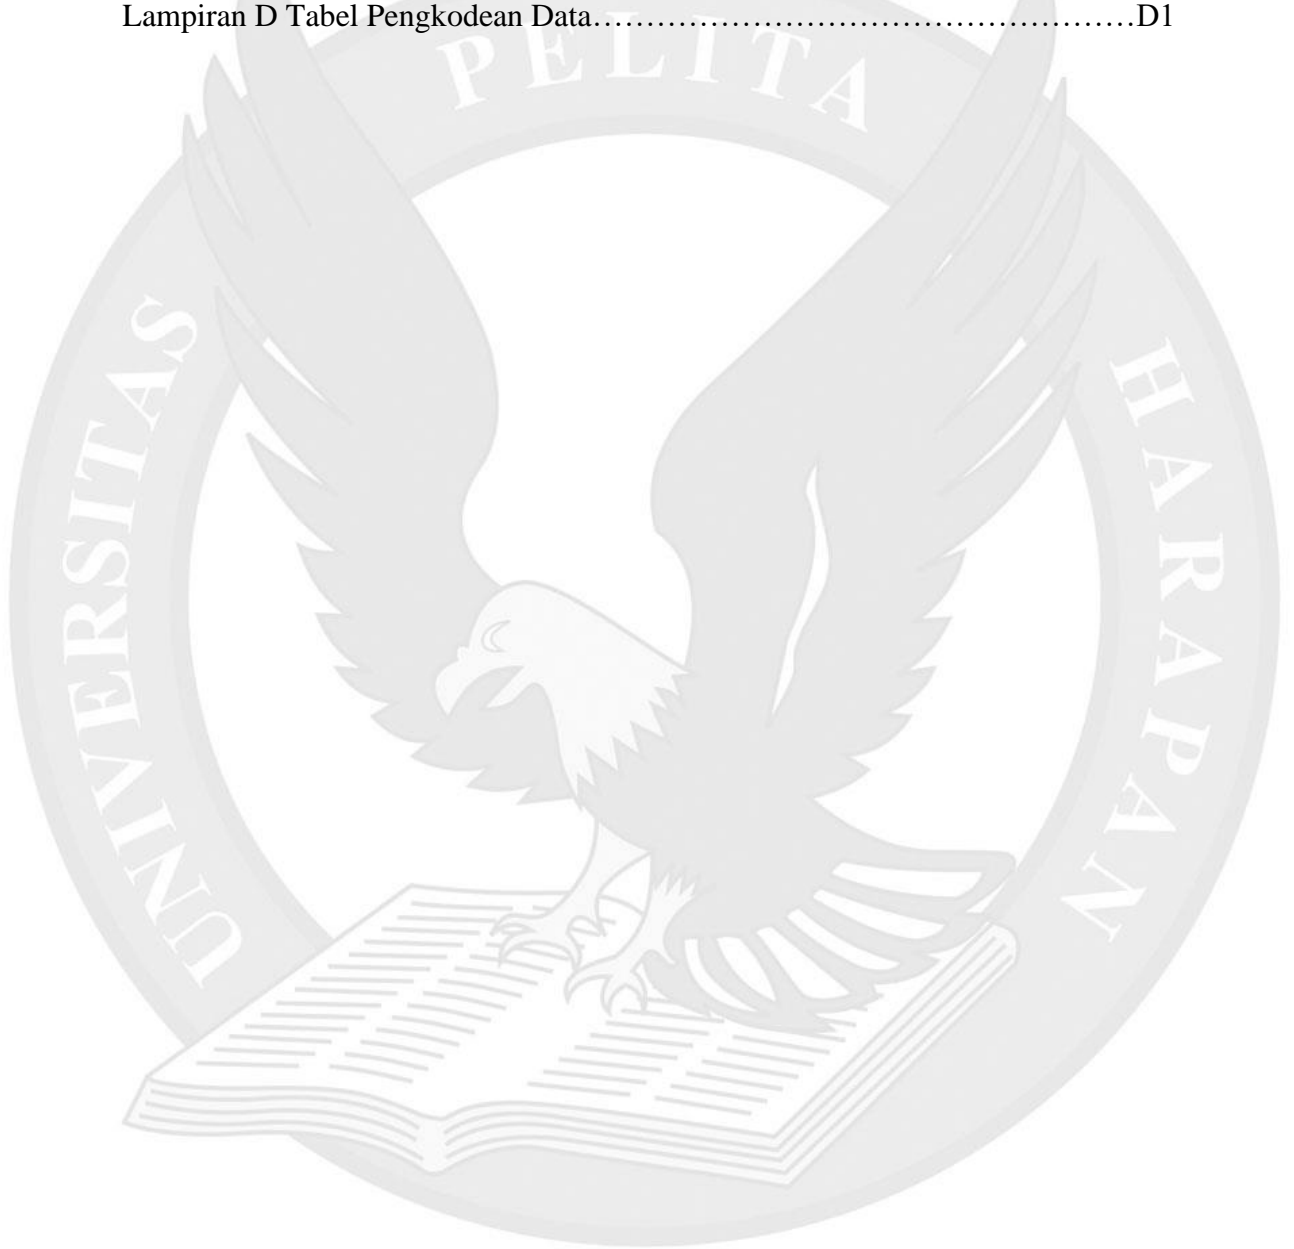 Lampiran D Tabel Pengkodean Data……………………………………………D1
UNIVERSITAS PELITA HARAPAN